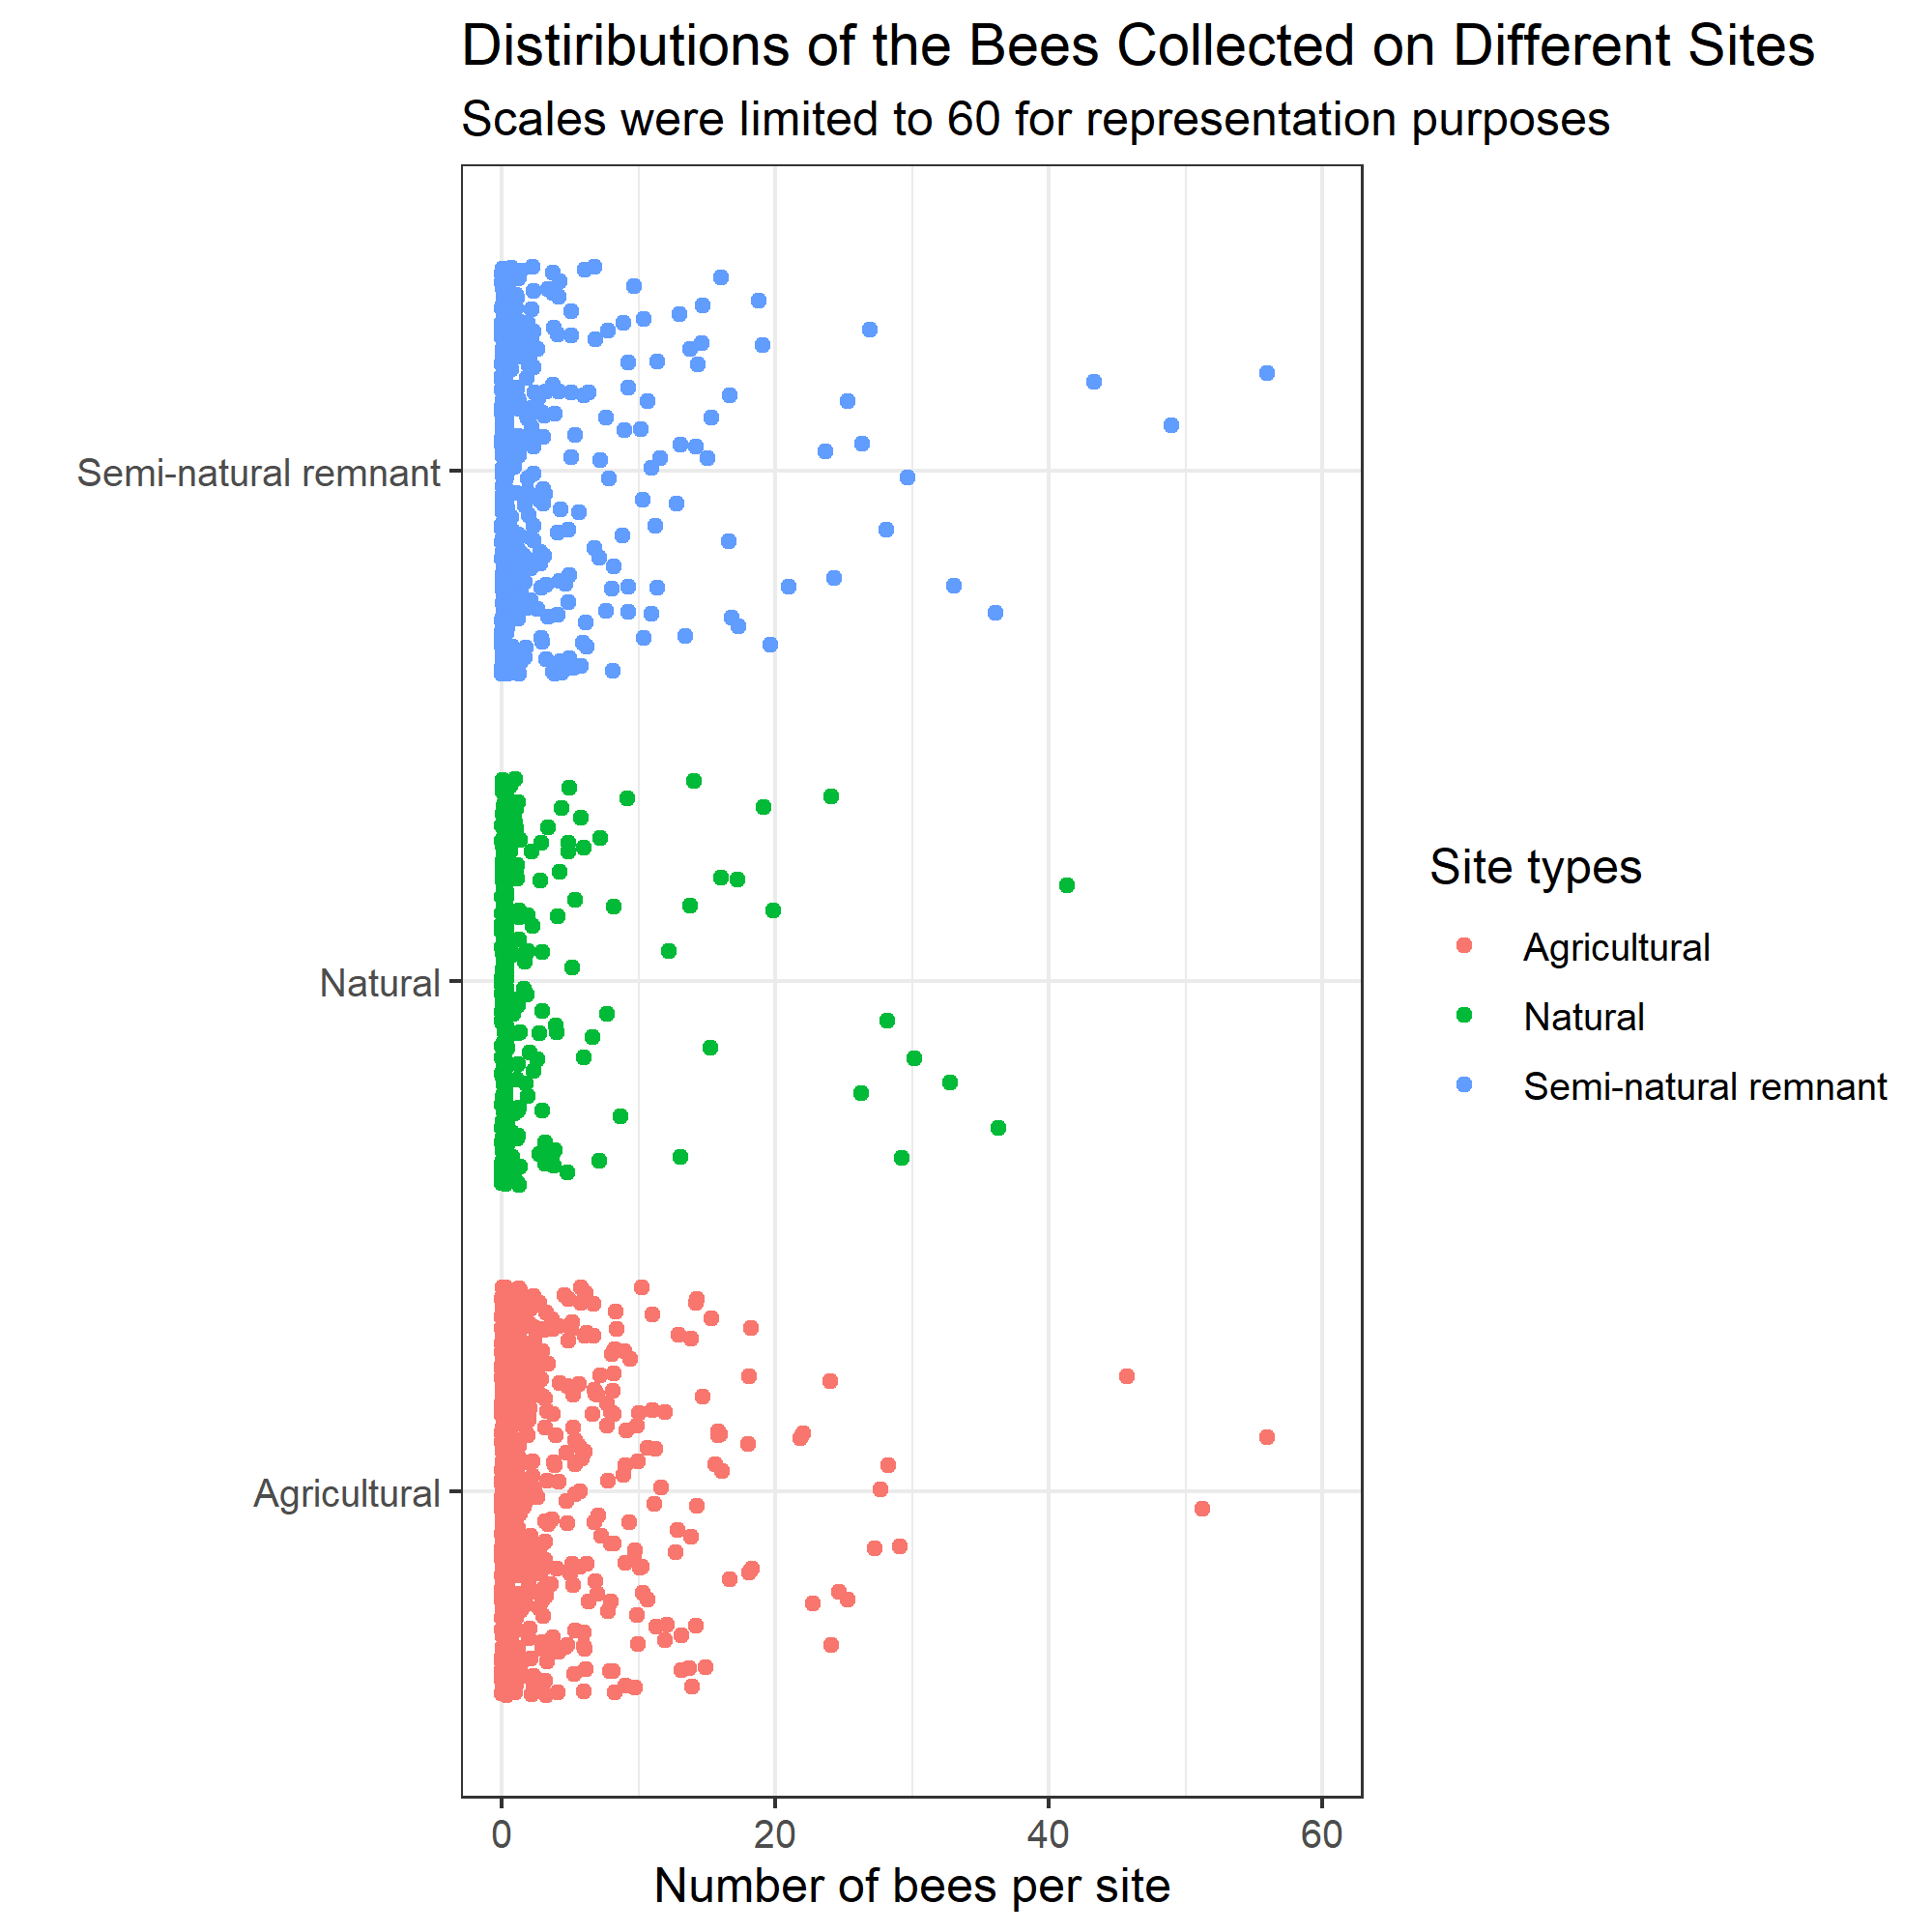 Distiributions of the Bees Collected on Different Sites
Scales were limited to 60 for representation purposes
Semi-natural remnant
Natural
Agricultural
0 20 40 60
Number of bees per site
Site types
Agricultural
Natural
Semi-natural remnant